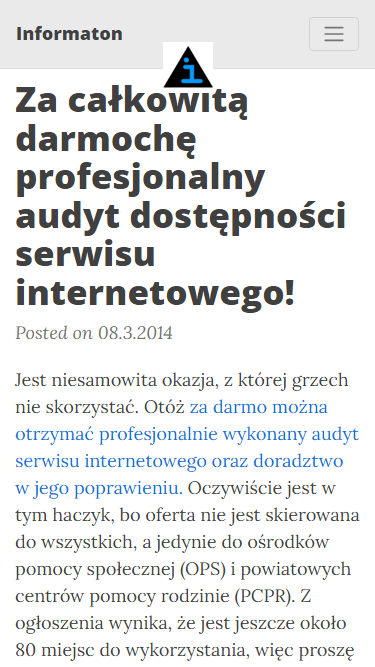 Informaton
i
Za całkowitą
darmochę
profesjonalny
audyt dostępności
serwisu
internetowego!
Posted on 08.3.2014
Jest niesamowita okazja, z której grzech
nie skorzystać. Otóż za darmo można
otrzymać profesjonalnie wykonany audyt
serwisu internetowego oraz doradztwo
w jego poprawieniu. Oczywiście jest w
tym haczyk, bo oferta nie jest skierowana
do wszystkich, a jedynie do ośrodków
pomocy społecznej (OPS) i powiatowych
centrów pomocy rodzinie (PCPR). Z
ogłoszenia wynika, że jest jeszcze około
80 miejsc do wykorzystania, więc proszę